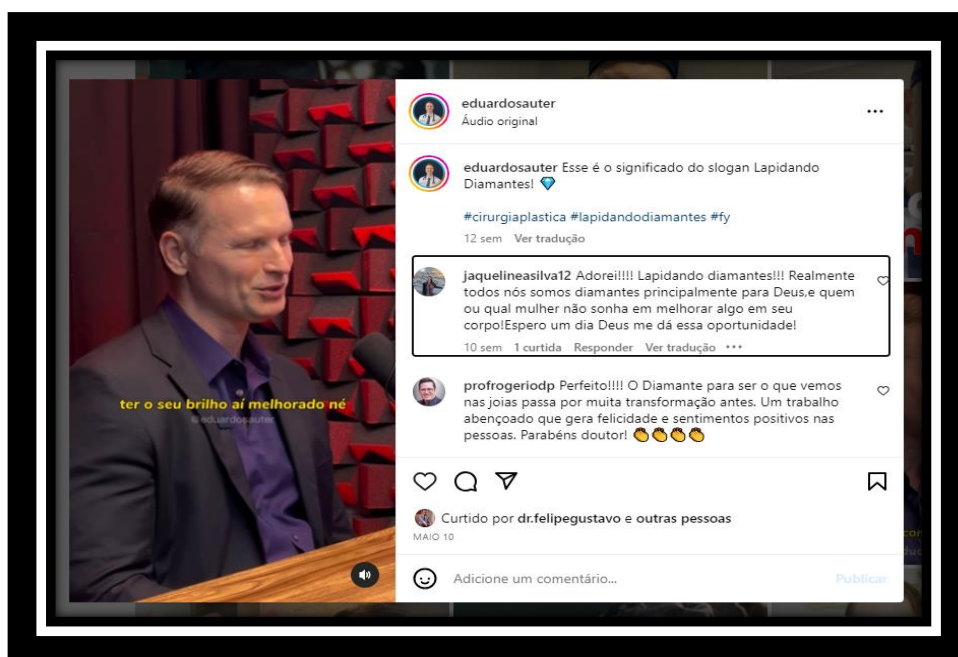 eduardosauter
Áudio original
eduardosauter Esse é o significado do slogan Lapidando
Diamantes! 💎
#cirurgiaplastica #lapidandodiamantes #fy
12 sem Ver tradução
jaquelineasilva12 Adorei!!!! Lapidando diamantes!!! Realmente
todos nós somos diamantes principalmente para Deus,e quem
ou qual mulher não sonha em melhorar algo em seu
corpo!Espero um dia Deus me dá essa oportunidade!
10 sem 1 curtida Responder Ver tradução •••
profrogeriodp Perfeito!!!! O Diamante para ser o que vemos
nas joias passa por muita transformação antes. Um trabalho
abençoado que gera felicidade e sentimentos positivos nas
pessoas. Parabéns doutor! 👏👏👏👏
Curtido por dr.felipegustavo e outras pessoas
MAIO 10
Adicione um comentário...
Publicar
ter o seu brilho aí melhorado né
@eduardosauter